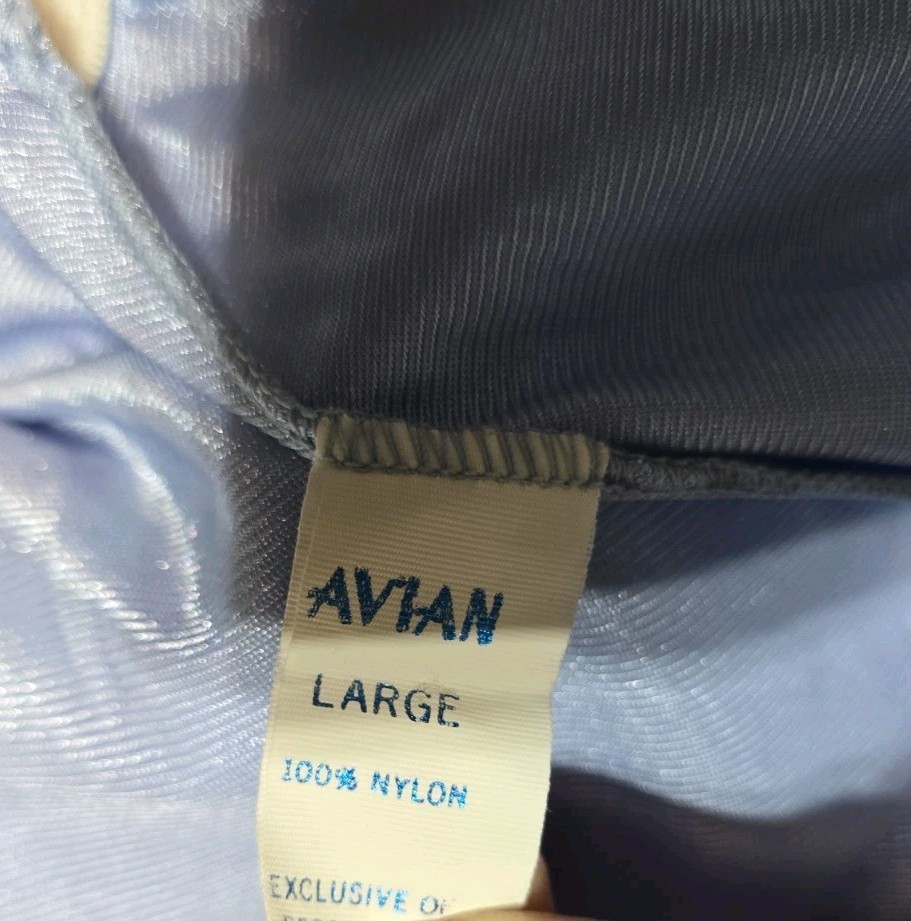 AVIAN
LARGE
100% NYLON
EXCLUSIVE OF